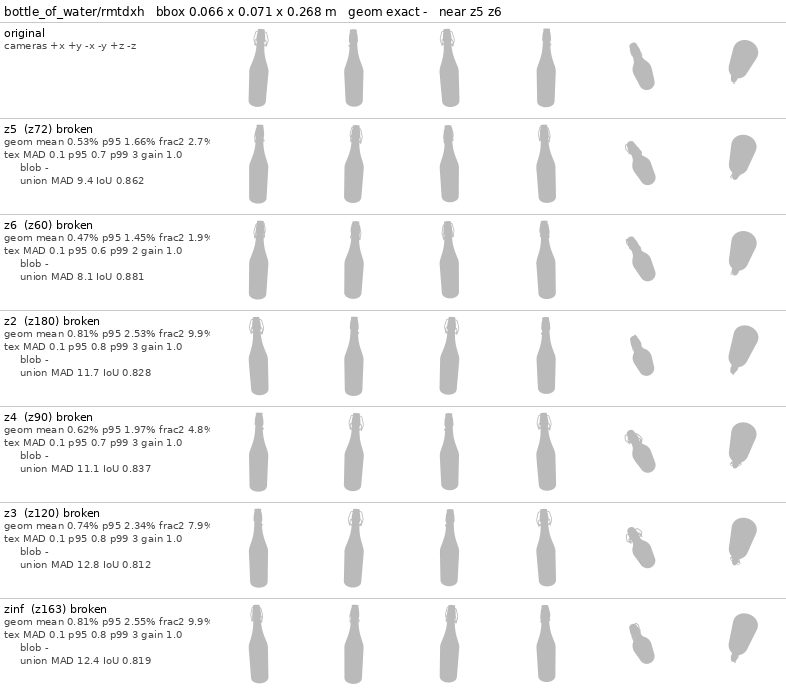 bottle_of_water/rmtdxh   bbox 0.066 x 0.071 x 0.268 m   geom exact -   near z5 z6
original
cameras +x +y -x -y +z -z
z5  (z72) broken
geom mean 0.53% p95 1.66% frac2 2.7%
tex MAD 0.1 p95 0.7 p99 3 gain 1.0
blob -
union MAD 9.4 IoU 0.862
z6  (z60) broken
geom mean 0.47% p95 1.45% frac2 1.9%
tex MAD 0.1 p95 0.6 p99 2 gain 1.0
blob -
union MAD 8.1 IoU 0.881
z2  (z180) broken
geom mean 0.81% p95 2.53% frac2 9.9%
tex MAD 0.1 p95 0.8 p99 3 gain 1.0
blob -
union MAD 11.7 IoU 0.828
z4  (z90) broken
geom mean 0.62% p95 1.97% frac2 4.8%
tex MAD 0.1 p95 0.7 p99 3 gain 1.0
blob -
union MAD 11.1 IoU 0.837
z3  (z120) broken
geom mean 0.74% p95 2.34% frac2 7.9%
tex MAD 0.1 p95 0.8 p99 3 gain 1.0
blob -
union MAD 12.8 IoU 0.812
zinf  (z163) broken
geom mean 0.81% p95 2.55% frac2 9.9%
tex MAD 0.1 p95 0.8 p99 3 gain 1.0
blob -
union MAD 12.4 IoU 0.819